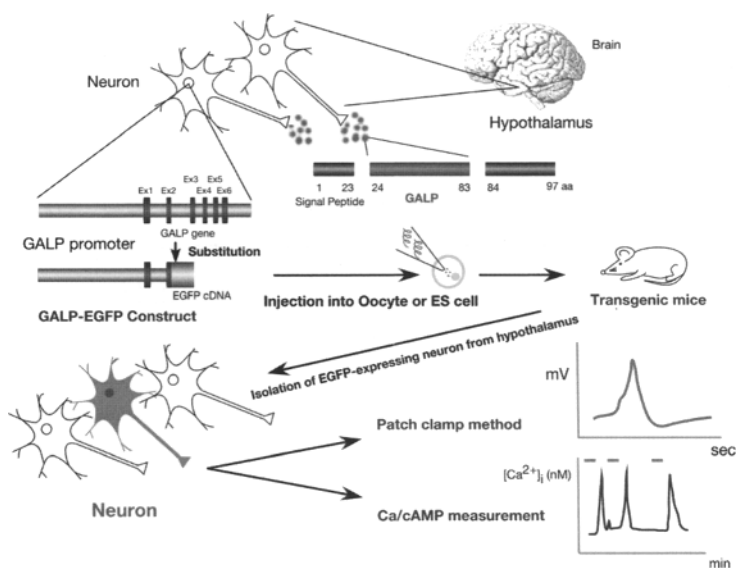 Brain
Neuron
Hypothalamus
Ex3 Ex5
Ex1 Ex2 Ex4 Ex6
1 23 24 83 84 97 aa
Signal Peptide GALP
GALP gene
GALP promoter
Substitution
EGFP cDNA
GALP-EGFP Construct
Injection into Oocyte or ES cell
Transgenic mice
Isolation of EGFP-expressing neuron from hypothalamus
mV
Patch clamp method
sec
[Ca2+]i (nM)
Neuron
Ca/cAMP measurement
min